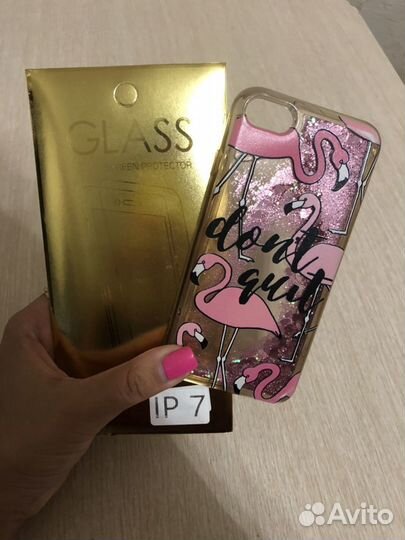 GLASS
SCREEN PROTECTOR
dont
quit
IP 7
Avito